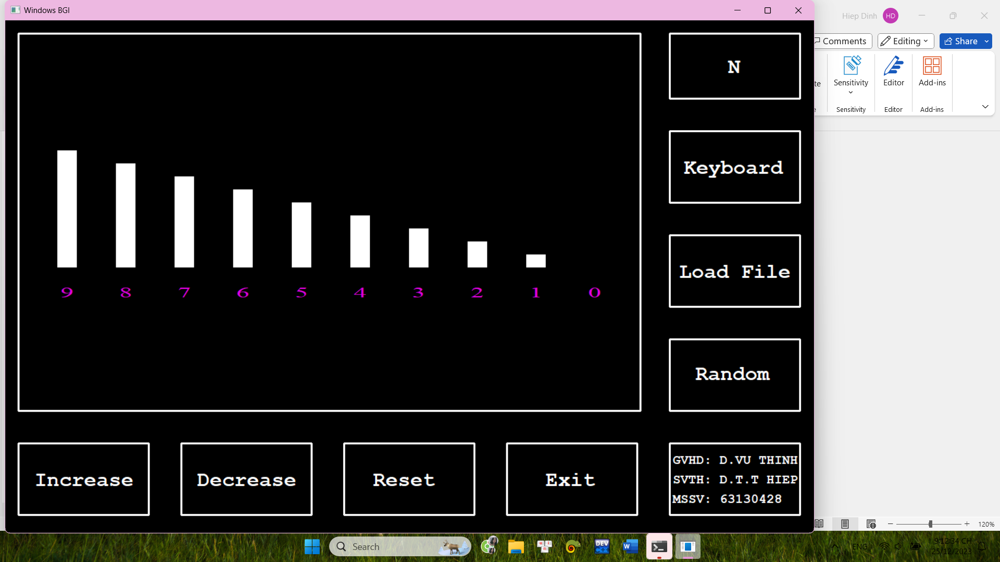 Windows BGI
Hiep Dinh HD
Comments Editing Share
Sensitivity Editor Add-ins
Sensitivity Editor Add-ins
N
Keyboard
9 8 7 6 5 4 3 2 1 0
Load File
Random
Increase Decrease Reset Exit
GVHD: D.VU THINH
SVTH: D.T.T HIEP
MSSV: 63130428
120%
Search
DEV
ENG
9:12:34 CH
25/12/2023